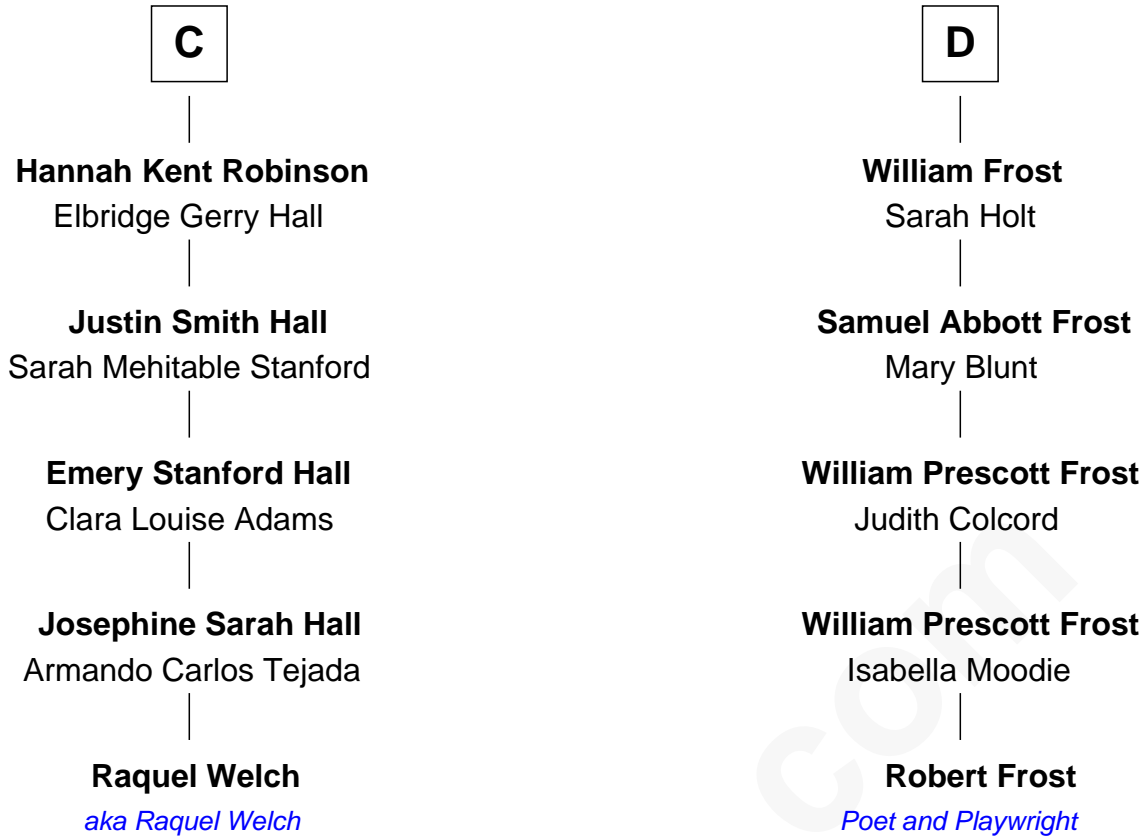 C
Hannah Kent Robinson
Elbridge Gerry Hall
Justin Smith Hall
Sarah Mehitable Stanford
Emery Stanford Hall
Clara Louise Adams
Josephine Sarah Hall
Armando Carlos Tejada
Raquel Welch
aka Raquel Welch
D
William Frost
Sarah Holt
Samuel Abbott Frost
Mary Blunt
William Prescott Frost
Judith Colcord
William Prescott Frost
Isabella Moodie
Robert Frost
Poet and Playwright
com